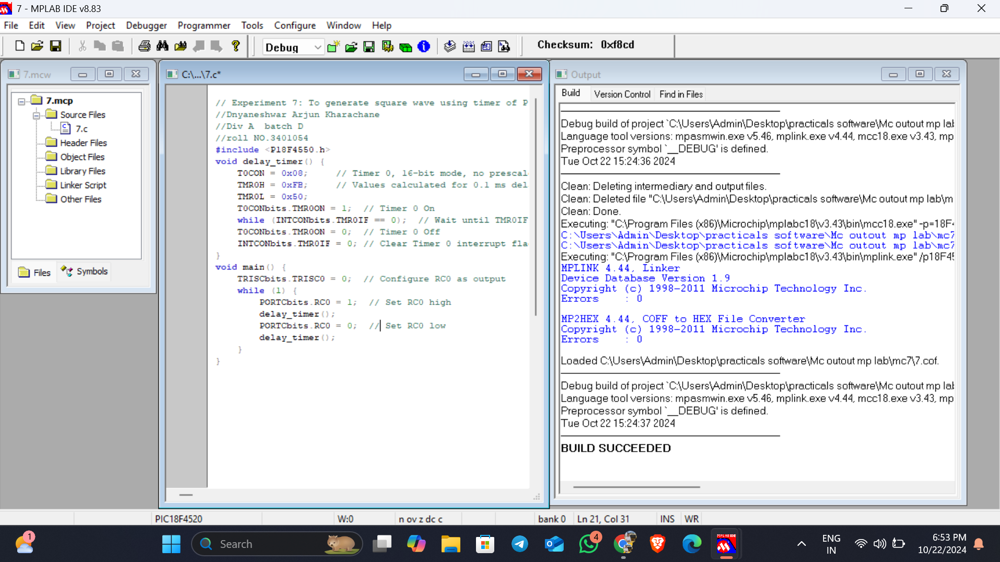 7 - MPLAB IDE v8.83
File Edit View Project Debugger Programmer Tools Configure Window Help
Debug
Checksum: 0xf8cd
7.mcw
7.mcp
Source Files
7.c
Header Files
Object Files
Library Files
Linker Script
Other Files
Files Symbols
C:\...\7.c*
// Experiment 7: To generate square wave using timer of P
//Dnyaneshwar Arjun Kharachane
//Div A  batch D
//roll NO.3401054
#include <P18F4550.h>
void delay_timer() {
T0CON = 0x08; // Timer 0, 16-bit mode, no prescal
TMR0H = 0xFB; // Values calculated for 0.1 ms del
TMR0L = 0x50;
T0CONbits.TMR0ON = 1; // Timer 0 On
while (INTCONbits.TMR0IF == 0); // Wait until TMR0IF
T0CONbits.TMR0ON = 0; // Timer 0 Off
INTCONbits.TMR0IF = 0; // Clear Timer 0 interrupt fla
}
void main() {
TRISCbits.TRISC0 = 0; // Configure RC0 as output
while (1) {
PORTCbits.RC0 = 1; // Set RC0 high
delay_timer();
PORTCbits.RC0 = 0; // Set RC0 low
delay_timer();
}
}
Output
Build Version Control Find in Files
Debug build of project `C:\Users\Admin\Desktop\practicals software\Mc outout mp lab
Language tool versions: mpasmwin.exe v5.46, mplink.exe v4.44, mcc18.exe v3.43, mp
Preprocessor symbol `__DEBUG' is defined.
Tue Oct 22 15:24:36 2024
Clean: Deleting intermediary and output files.
Clean: Deleted file "C:\Users\Admin\Desktop\practicals software\Mc outout mp lab\m
Clean: Done.
Executing: "C:\Program Files (x86)\Microchip\mplabc18\v3.43\bin\mcc18.exe" -p=18F4
C:\Users\Admin\Desktop\practicals software\Mc outout mp lab\mc7
C:\Users\Admin\Desktop\practicals software\Mc outout mp lab\mc7
Executing: "C:\Program Files (x86)\Microchip\mplabc18\v3.43\bin\mplink.exe" /p18F45
MPLINK 4.44, Linker
Device Database Version 1.9
Copyright (c) 1998-2011 Microchip Technology Inc.
Errors : 0
MP2HEX 4.44, COFF to HEX File Converter
Copyright (c) 1998-2011 Microchip Technology Inc.
Errors : 0
Loaded C:\Users\Admin\Desktop\practicals software\Mc outout mp lab\mc7\7.cof.
Debug build of project `C:\Users\Admin\Desktop\practicals software\Mc outout mp lab
Language tool versions: mpasmwin.exe v5.46, mplink.exe v4.44, mcc18.exe v3.43, mp
Preprocessor symbol `__DEBUG' is defined.
Tue Oct 22 15:24:37 2024
BUILD SUCCEEDED
PIC18F4520 W:0 n ov z dc c bank 0 Ln 21, Col 31 INS WR
1
Search
4
MPLAB IDE
ENG
IN
6:53 PM
10/22/2024